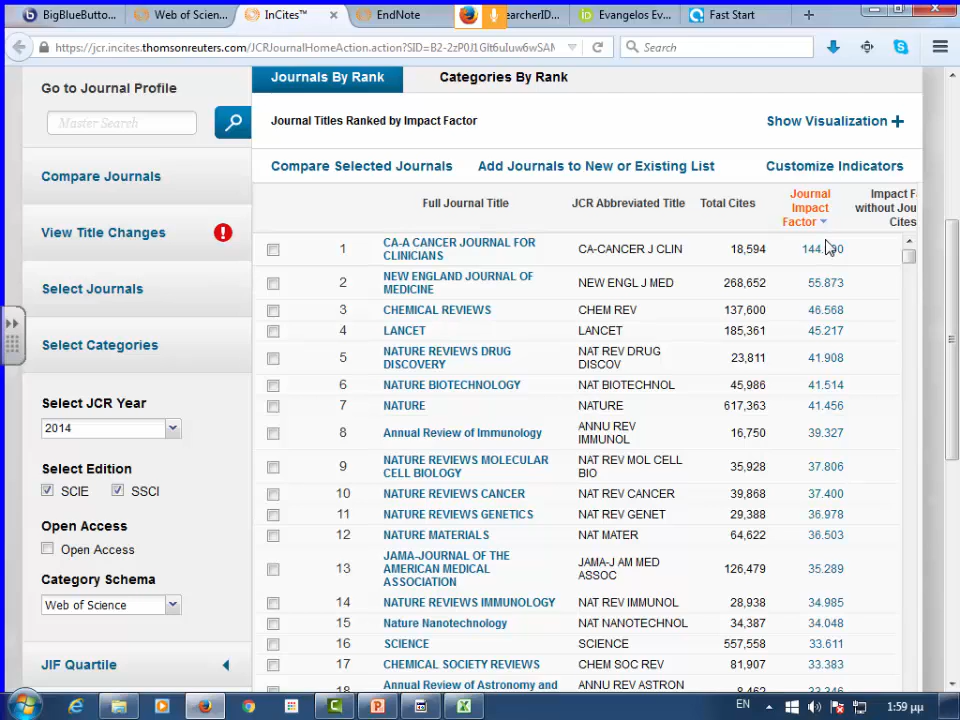 BigBlueButto...
Web of Scien...
InCites™
EndNote
earcherID...
Evangelos Ev...
Fast Start
https://jcr.incites.thomsonreuters.com/JCRJournalHomeAction.action?SID=B2-2zP0J1Glt6uIuw6wSAM
Search
Go to Journal Profile
Master Search
Compare Journals
View Title Changes
Select Journals
Select Categories
Select JCR Year
2014
Select Edition
SCIE
SSCI
Open Access
Open Access
Category Schema
Web of Science
JIF Quartile
Journals By Rank
Categories By Rank
Journal Titles Ranked by Impact Factor
Show Visualization +
Compare Selected Journals
Add Journals to New or Existing List
Customize Indicators
Full Journal Title
JCR Abbreviated Title
Total Cites
Journal
Impact
Factor
Impact F
without Jou
Cites
1 CA-A CANCER JOURNAL FOR CLINICIANS CA-CANCER J CLIN 18,594
2 NEW ENGLAND JOURNAL OF MEDICINE NEW ENGL J MED 268,652 55.873
3 CHEMICAL REVIEWS CHEM REV 137,600 46.568
4 LANCET LANCET 185,361 45.217
5 NATURE REVIEWS DRUG DISCOVERY NAT REV DRUG DISCOV 23,811 41.908
6 NATURE BIOTECHNOLOGY NAT BIOTECHNOL 45,986 41.514
7 NATURE NATURE 617,363 41.456
8 Annual Review of Immunology ANNU REV IMMUNOL 16,750 39.327
9 NATURE REVIEWS MOLECULAR CELL BIOLOGY NAT REV MOL CELL BIO 35,928 37.806
10 NATURE REVIEWS CANCER NAT REV CANCER 39,868 37.400
11 NATURE REVIEWS GENETICS NAT REV GENET 29,388 36.978
12 NATURE MATERIALS NAT MATER 64,622 36.503
13 JAMA-JOURNAL OF THE AMERICAN MEDICAL ASSOCIATION JAMA-J AM MED ASSOC 126,479 35.289
14 NATURE REVIEWS IMMUNOLOGY NAT REV IMMUNOL 28,938 34.985
15 Nature Nanotechnology NAT NANOTECHNOL 34,387 34.048
16 SCIENCE SCIENCE 557,558 33.611
17 CHEMICAL SOCIETY REVIEWS CHEM SOC REV 81,907 33.383
Annual Review of Astronomy and ANNU REV ASTRON
EN
1:59 μμ